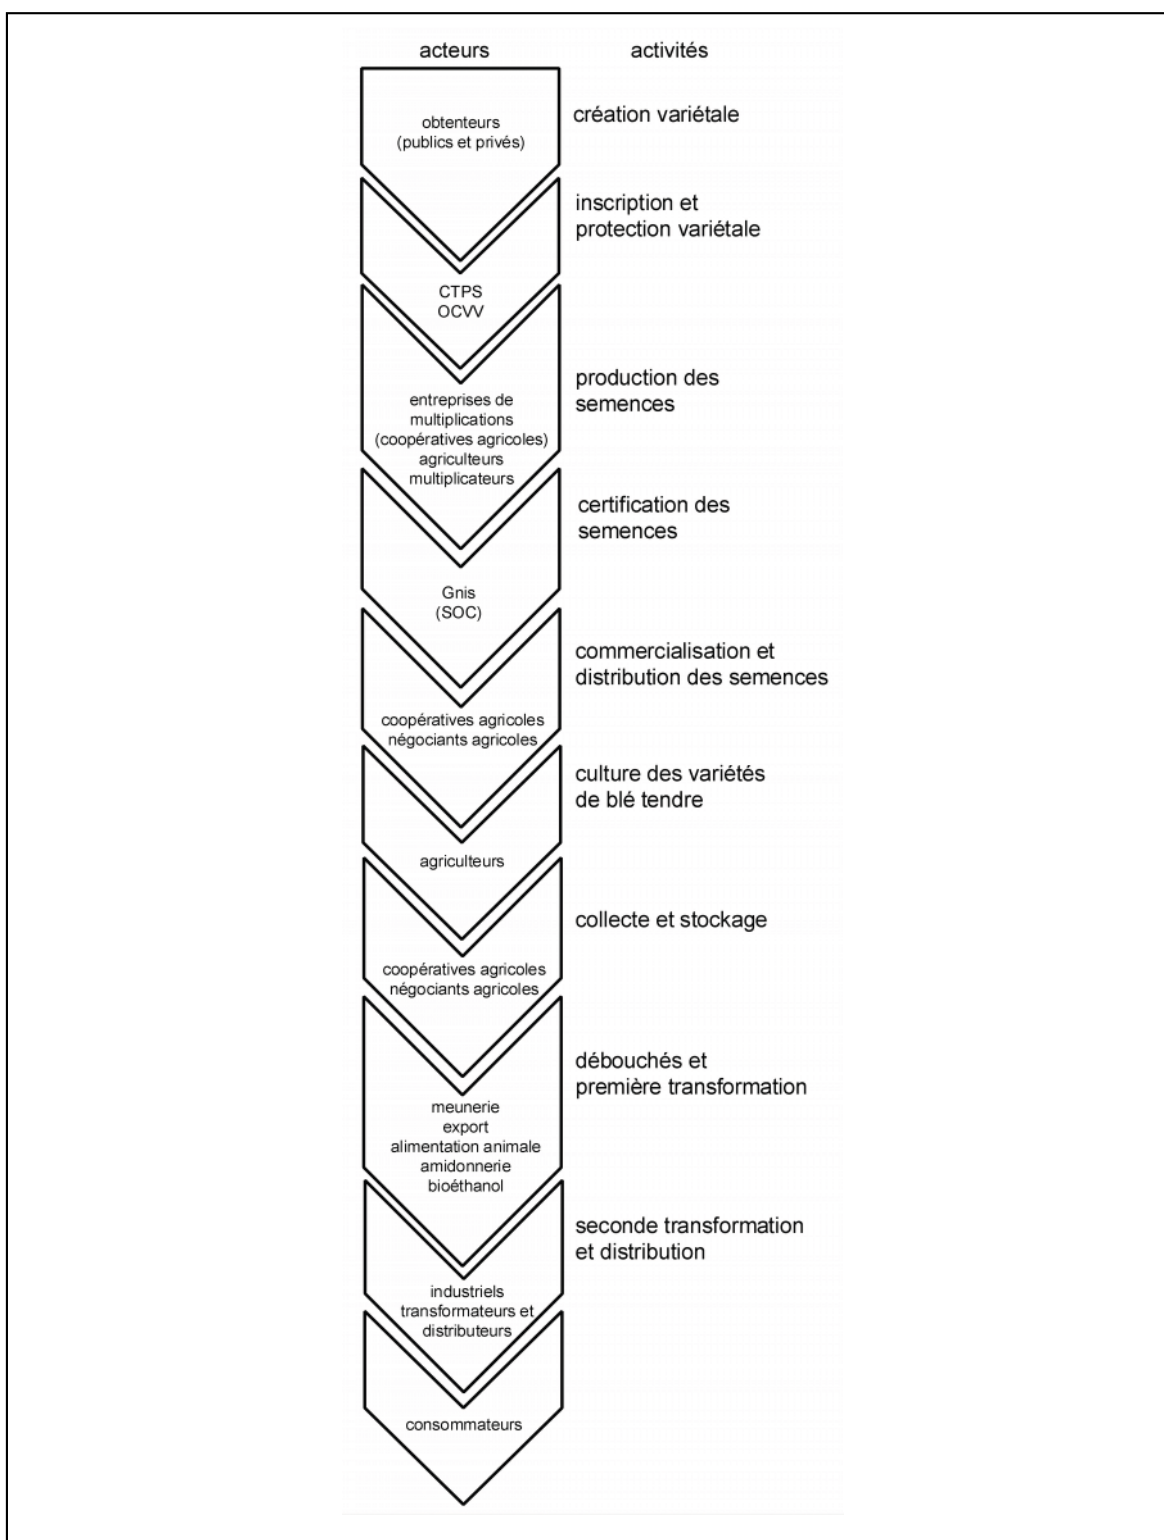 acteurs
activités
obtenteurs
(publics et privés)
création variétale
inscription et
protection variétale
CTPS
OCVV
production des
semences
entreprises de
multiplications
(coopératives agricoles)
agriculteurs
multiplicateurs
certification des
semences
Gnis
(SOC)
commercialisation et
distribution des semences
coopératives agricoles
négociants agricoles
culture des variétés
de blé tendre
agriculteurs
collecte et stockage
coopératives agricoles
négociants agricoles
débouchés et
première transformation
meunerie
export
alimentation animale
amidonnerie
bioéthanol
seconde transformation
et distribution
industriels
transformateurs et
distributeurs
consommateurs